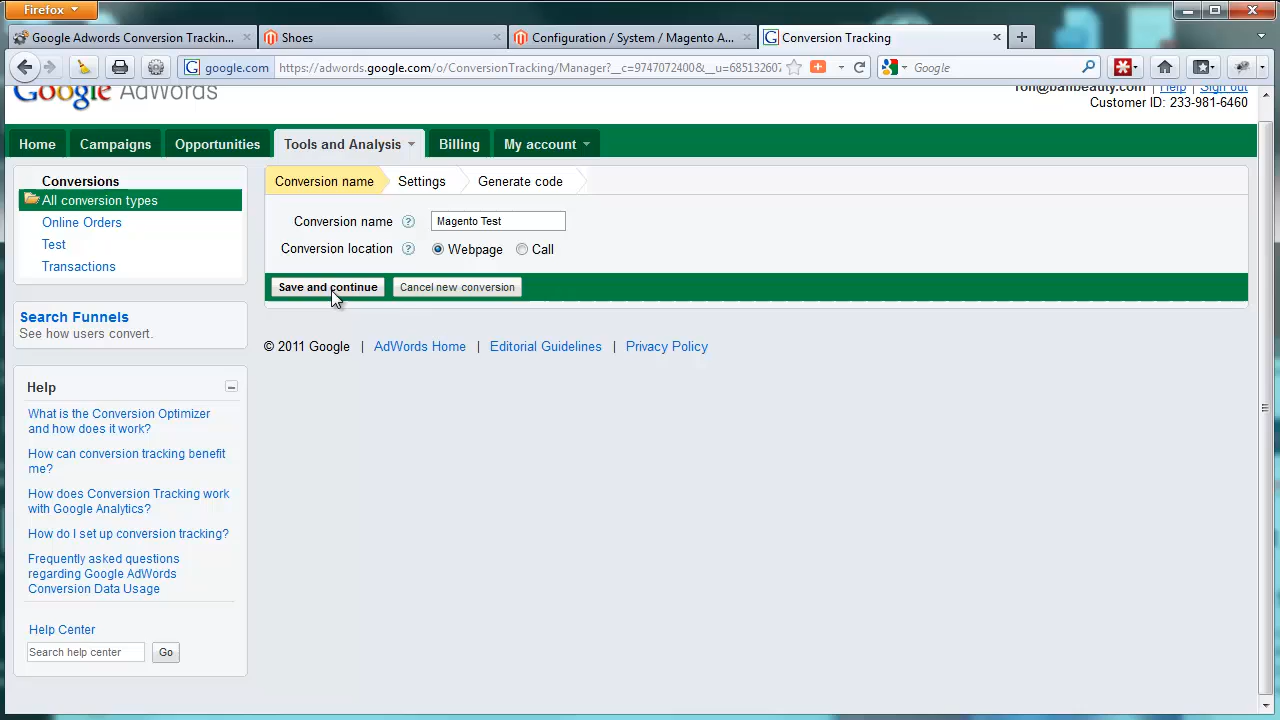 Firefox
Google Adwords Conversion Trackin...
Shoes
Configuration / System / Magento A...
Conversion Tracking
google.com
https://adwords.google.com/o/ConversionTracking/Manager?__c=9747072400&__u=685132607
Google
Google AdWords
Help | Sign out
Customer ID: 233-981-6460
Home
Campaigns
Opportunities
Tools and Analysis
Billing
My account
Conversions
All conversion types
Online Orders
Test
Transactions
Search Funnels
See how users convert.
Help
What is the Conversion Optimizer
and how does it work?
How can conversion tracking benefit
me?
How does Conversion Tracking work
with Google Analytics?
How do I set up conversion tracking?
Frequently asked questions
regarding Google AdWords
Conversion Data Usage
Help Center
Search help center
Go
Conversion name
Settings
Generate code
Conversion name ? Magento Test
Conversion location ? Webpage Call
Save and continue
Cancel new conversion
© 2011 Google | AdWords Home | Editorial Guidelines | Privacy Policy